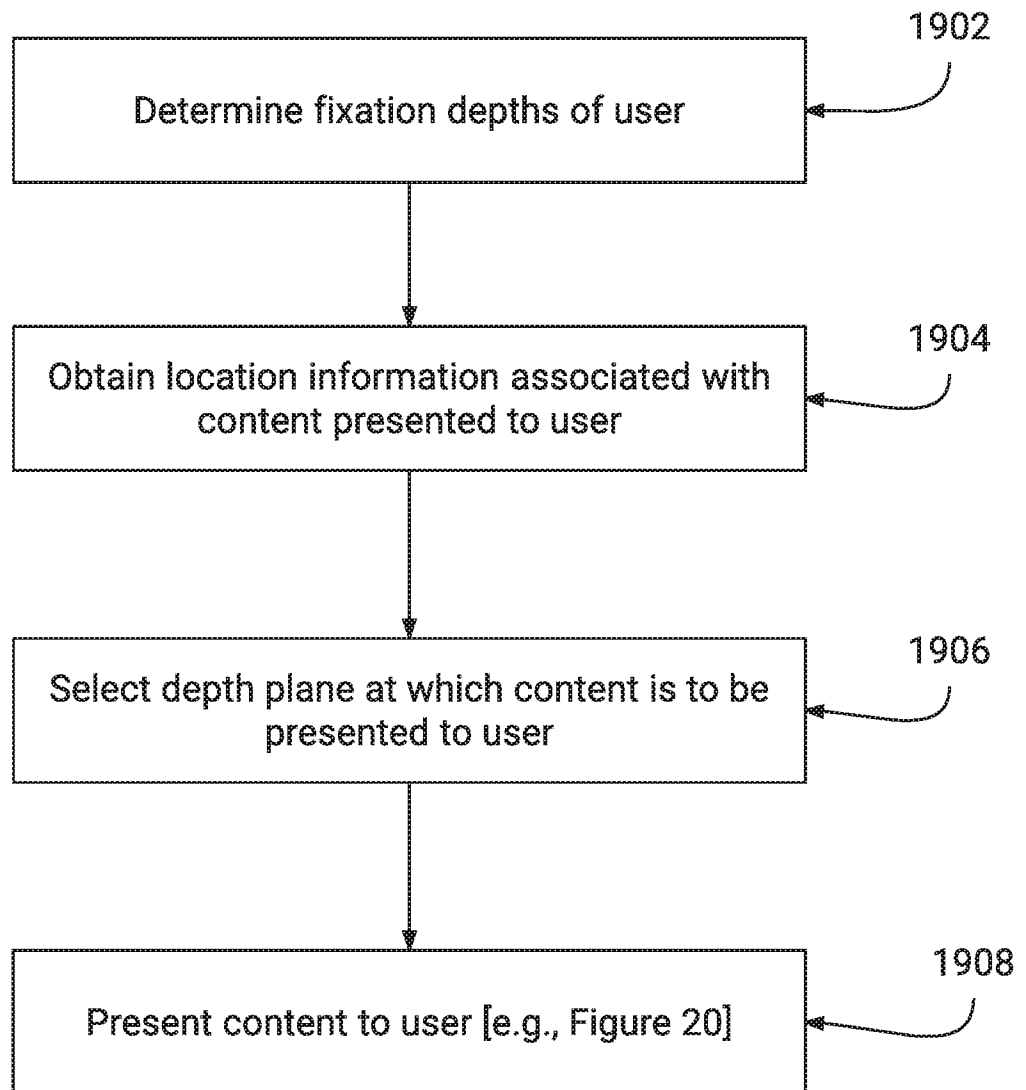 1902
Determine fixation depths of user
1904
Obtain location information associated with
content presented to user
1906
Select depth plane at which content is to be
presented to user
1908
Present content to user [e.g., Figure 20]